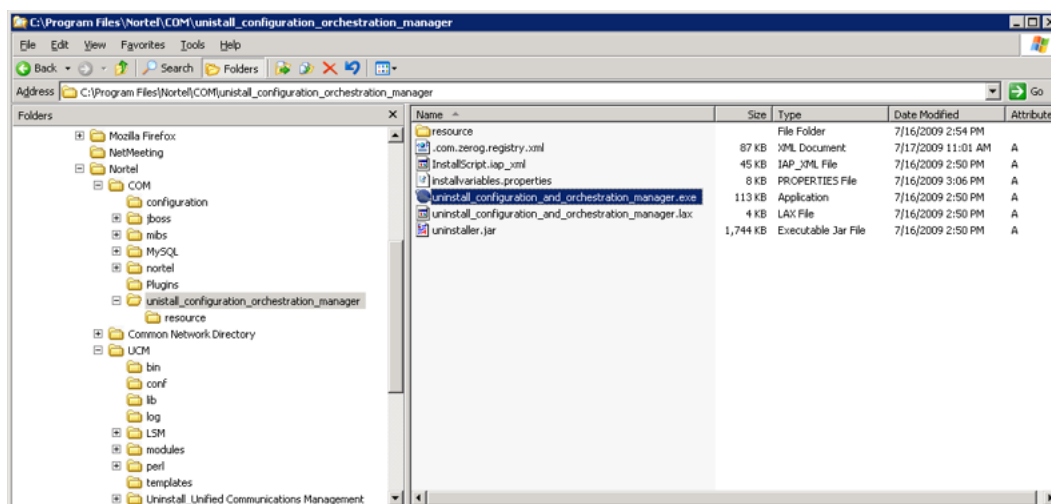 C:\Program Files\Nortel\COM\unistall_configuration_orchestration_manager
File Edit View Favorites Tools Help
Back Search Folders
Address C:\Program Files\Nortel\COM\unistall_configuration_orchestration_manager Go
Folders × Name Size Type Date Modified Attribute
Mozilla Firefox
NetMeeting
Nortel
COM
configuration
jboss
mibs
MySQL
nortel
Plugins
unistall_configuration_orchestration_manager
resource
Common Network Directory
UCM
bin
conf
lib
log
LSM
modules
perl
templates
Uninstall_Unified Communications Management
resource File Folder 7/16/2009 2:54 PM
.com.zerog.registry.xml 87 KB XML Document 7/17/2009 11:01 AM A
InstallScript.iap_xml 45 KB IAP_XML File 7/16/2009 2:50 PM A
installvariables.properties 8 KB PROPERTIES File 7/16/2009 3:06 PM A
uninstall_configuration_and_orchestration_manager.exe 113 KB Application 7/16/2009 2:50 PM A
uninstall_configuration_and_orchestration_manager.lax 4 KB LAX File 7/16/2009 2:50 PM A
uninstaller.jar 1,744 KB Executable Jar File 7/16/2009 2:50 PM A